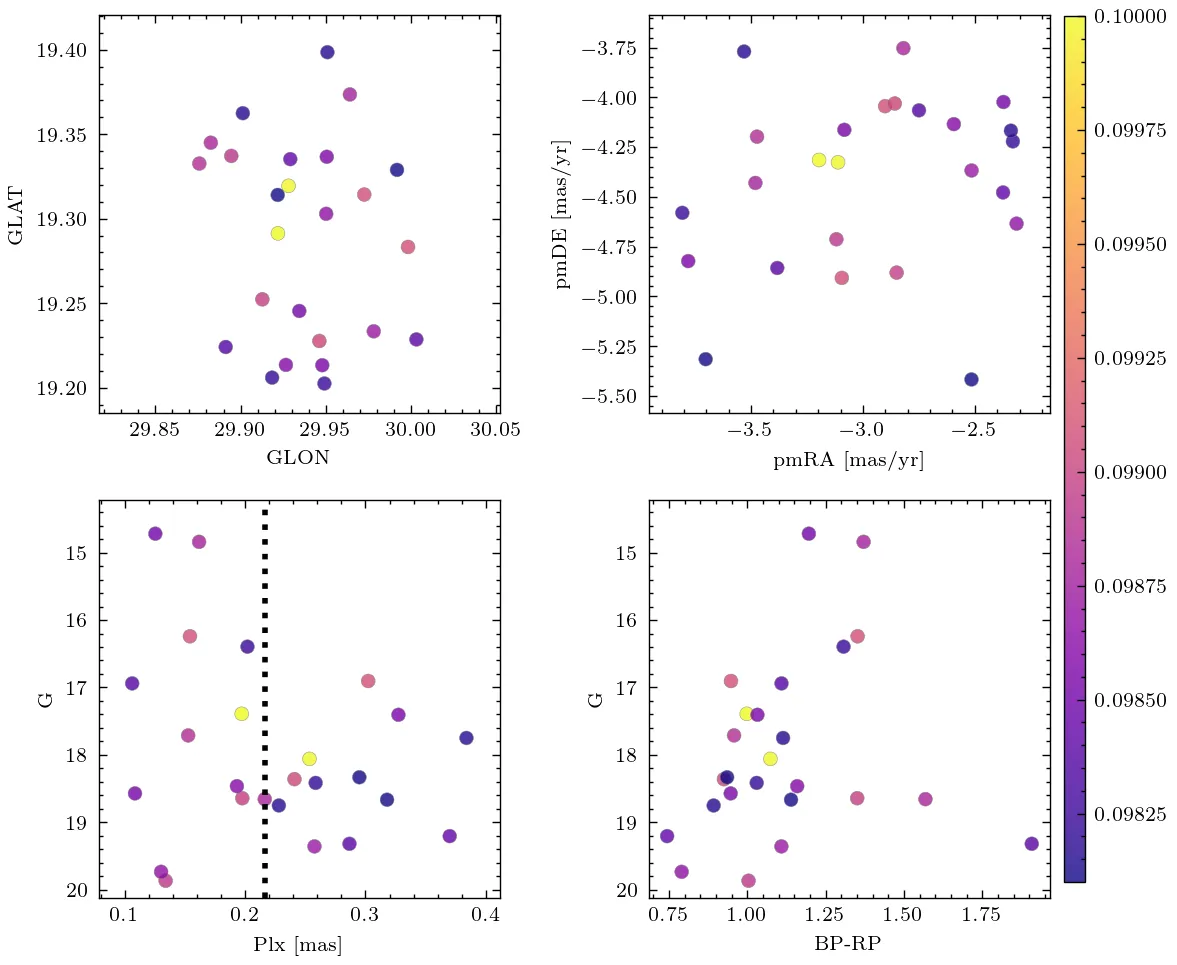 19.40
19.35
19.30
19.25
19.20
GLAT
29.85 29.90 29.95 30.00 30.05
GLON
−3.75
−4.00
−4.25
−4.50
−4.75
−5.00
−5.25
−5.50
pmDE [mas/yr]
−3.5 −3.0 −2.5
pmRA [mas/yr]
15
16
17
18
19
20
G
0.1 0.2 0.3 0.4
Plx [mas]
15
16
17
18
19
20
G
0.75 1.00 1.25 1.50 1.75
BP-RP
0.10000
0.09975
0.09950
0.09925
0.09900
0.09875
0.09850
0.09825